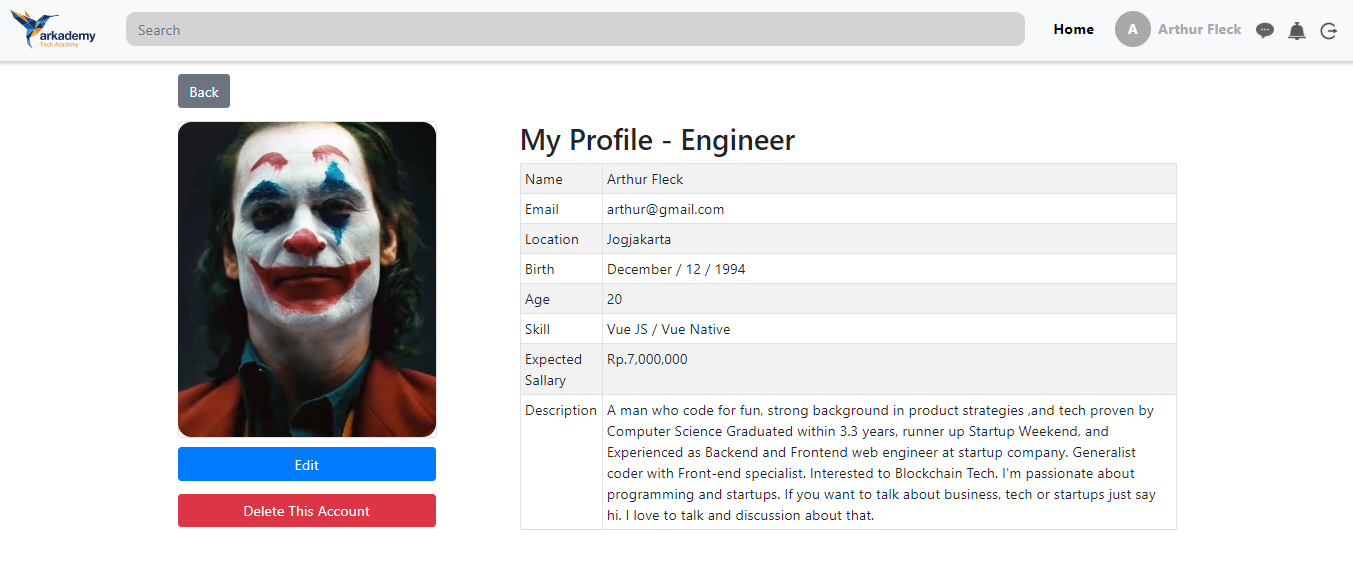 arkademy
Tech Academy
Search
Home
A
Arthur Fleck
Back
My Profile - Engineer
Name Arthur Fleck
Email arthur@gmail.com
Location Jogjakarta
Birth December / 12 / 1994
Age 20
Skill Vue JS / Vue Native
Expected Rp.7,000,000
Sallary
Description A man who code for fun, strong background in product strategies ,and tech proven by
Computer Science Graduated within 3.3 years, runner up Startup Weekend, and
Experienced as Backend and Frontend web engineer at startup company. Generalist
coder with Front-end specialist. Interested to Blockchain Tech. I'm passionate about
programming and startups. If you want to talk about business, tech or startups just say
hi. I love to talk and discussion about that.
Edit
Delete This Account